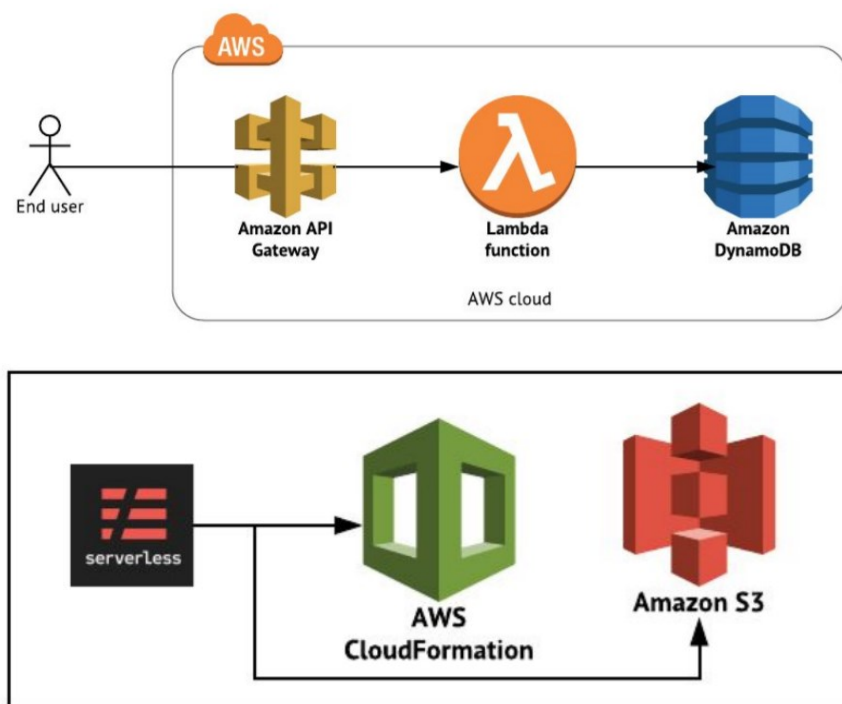 AWS
End user
Amazon API
Gateway
Lambda
function
Amazon
DynamoDB
AWS cloud
serverless
AWS
CloudFormation
Amazon S3